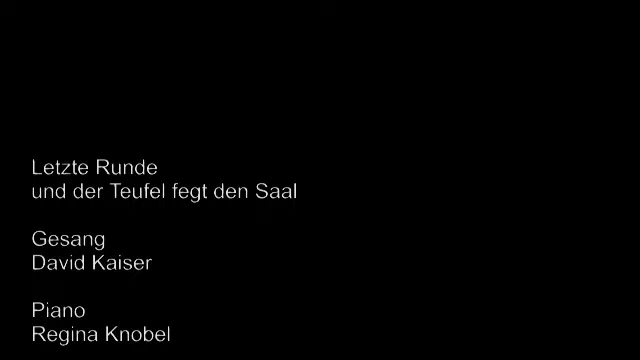 Letzte Runde
und der Teufel fegt den Saal
Gesang
David Kaiser
Piano
Regina Knobel